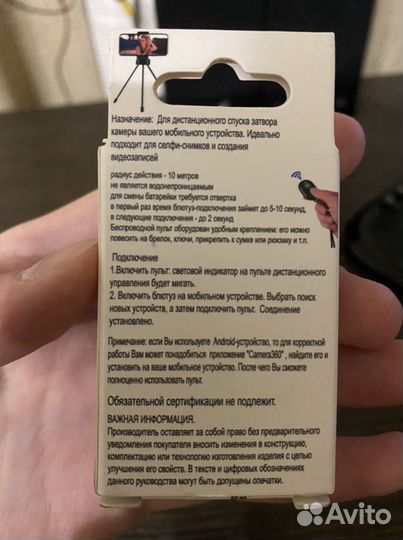 Назначение: Для дистанционного спуска затвора
камеры вашего мобильного устройства. Идеально
подходит для селфи-снимков и создания
видеозаписей
радиус действия - 10 метров
не является водонепроницаемым
для смены батарейки требуется отвертка
в первый раз время блютуз-подключения займет до 5-10 секунд,
в следующие подключения - до 2 секунд
Беспроводной пульт оборудован удобным креплением: его можно
повесить на брелок, ключи, прикрепить к сумке или рюкзаку и т.п.
Подключение
1.Включить пульт: световой индикатор на пульте дистанционного
управления будет мигать.
2. Включить блютуз на мобильном устройстве. Выбрать поиск
новых устройств, а затем подключить пульт. Соединение
установлено.
Примечание: если Вы используете Android-устройство, то для корректной
работы Вам может понадобиться приложение "Camera360" , найдите его и
установить на ваше мобильное устройство. После чего Вы сможете
полноценно использовать пульт.
Обязательной сертификации не подлежит.
ВАЖНАЯ ИНФОРМАЦИЯ.
Производитель оставляет за собой право без предварительного
уведомления покупателя вносить изменения в конструкцию,
комплектацию или технологию изготовления изделия с целью
улучшения его свойств. В тексте и цифровых обозначениях
данного руководства могут быть допущены опечатки.
Avito